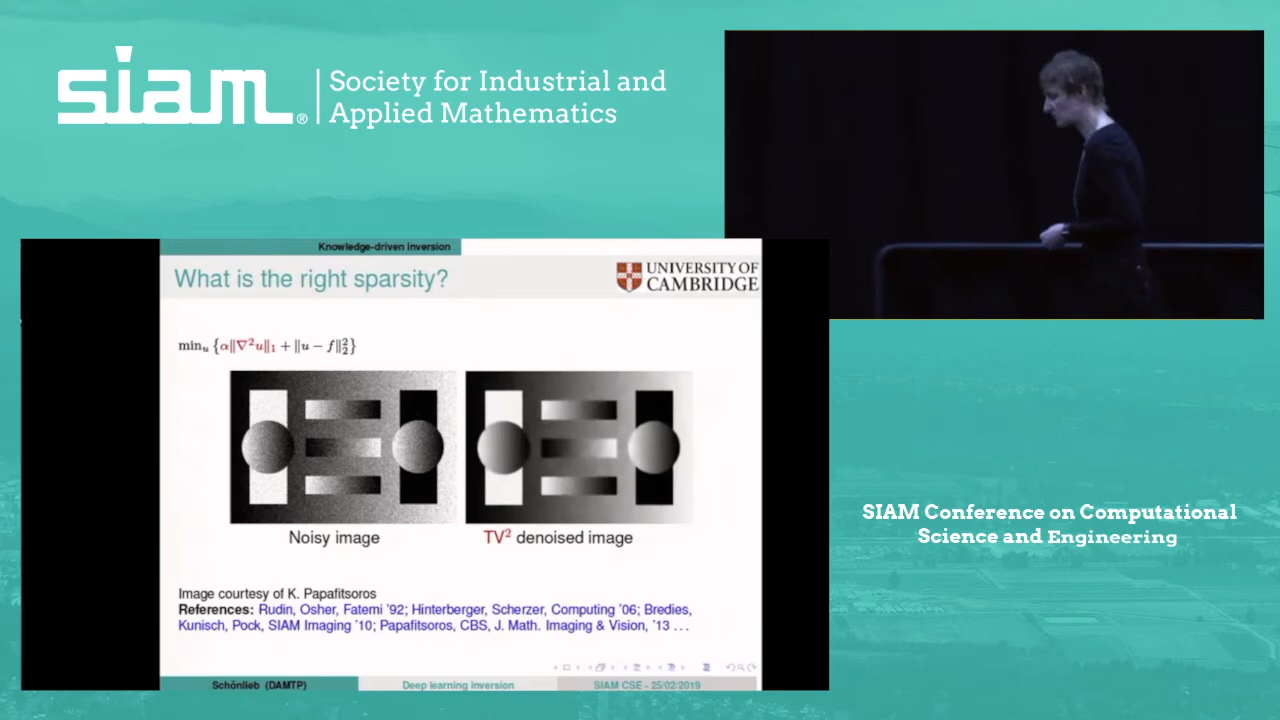 siam® Society for Industrial and
Applied Mathematics
Knowledge-driven inversion
What is the right sparsity?
UNIVERSITY OF
CAMBRIDGE
min_u {α‖∇²u‖₁ + ‖u − f‖₂²}
Noisy image
TV² denoised image
Image courtesy of K. Papafitsoros
References: Rudin, Osher, Fatemi '92; Hinterberger, Scherzer, Computing '06; Bredies,
Kunisch, Pock, SIAM Imaging '10; Papafitsoros, CBS, J. Math. Imaging & Vision, '13 ...
Schönlieb (DAMTP)
Deep learning inversion
SIAM CSE - 25/02/2019
SIAM Conference on Computational
Science and Engineering